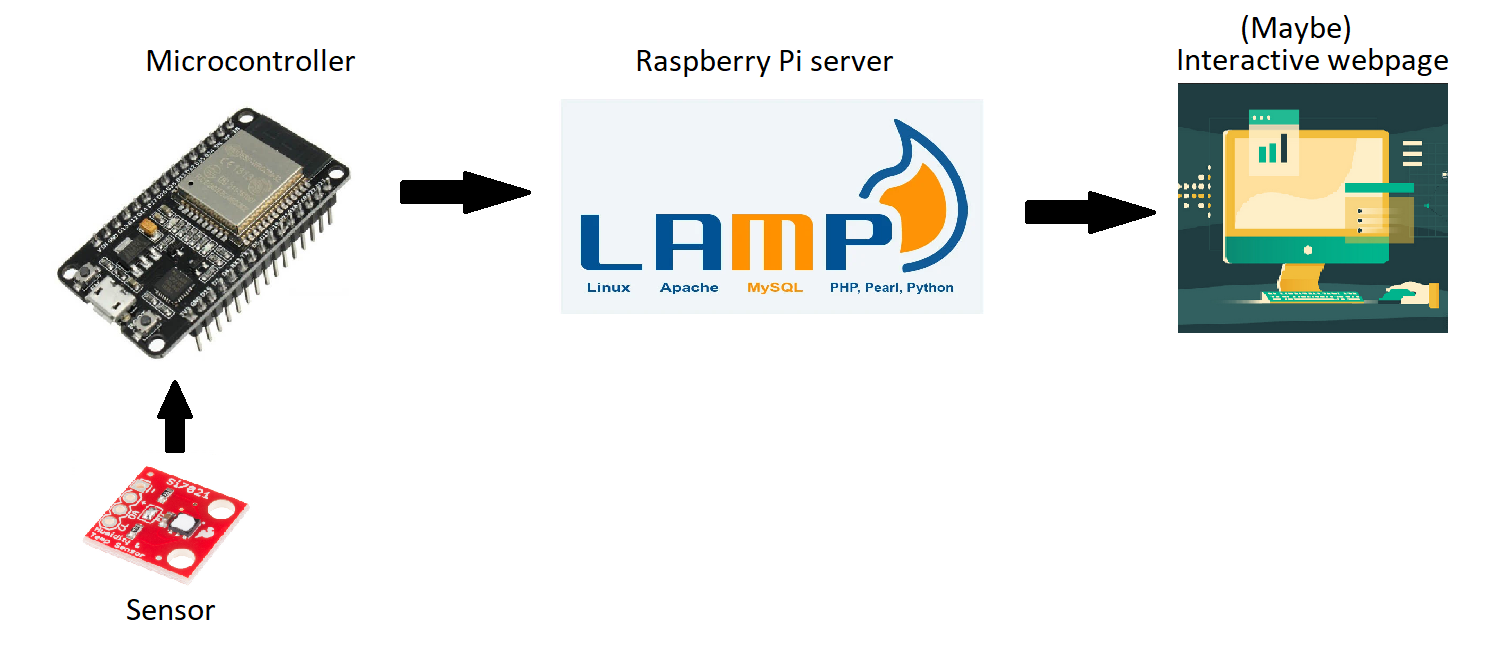 Microcontroller
Raspberry Pi server
(Maybe)
Interactive webpage
LAMP
Linux Apache MySQL PHP, Pearl, Python
Si7021
Humidity &
Temp Sensor
Sensor